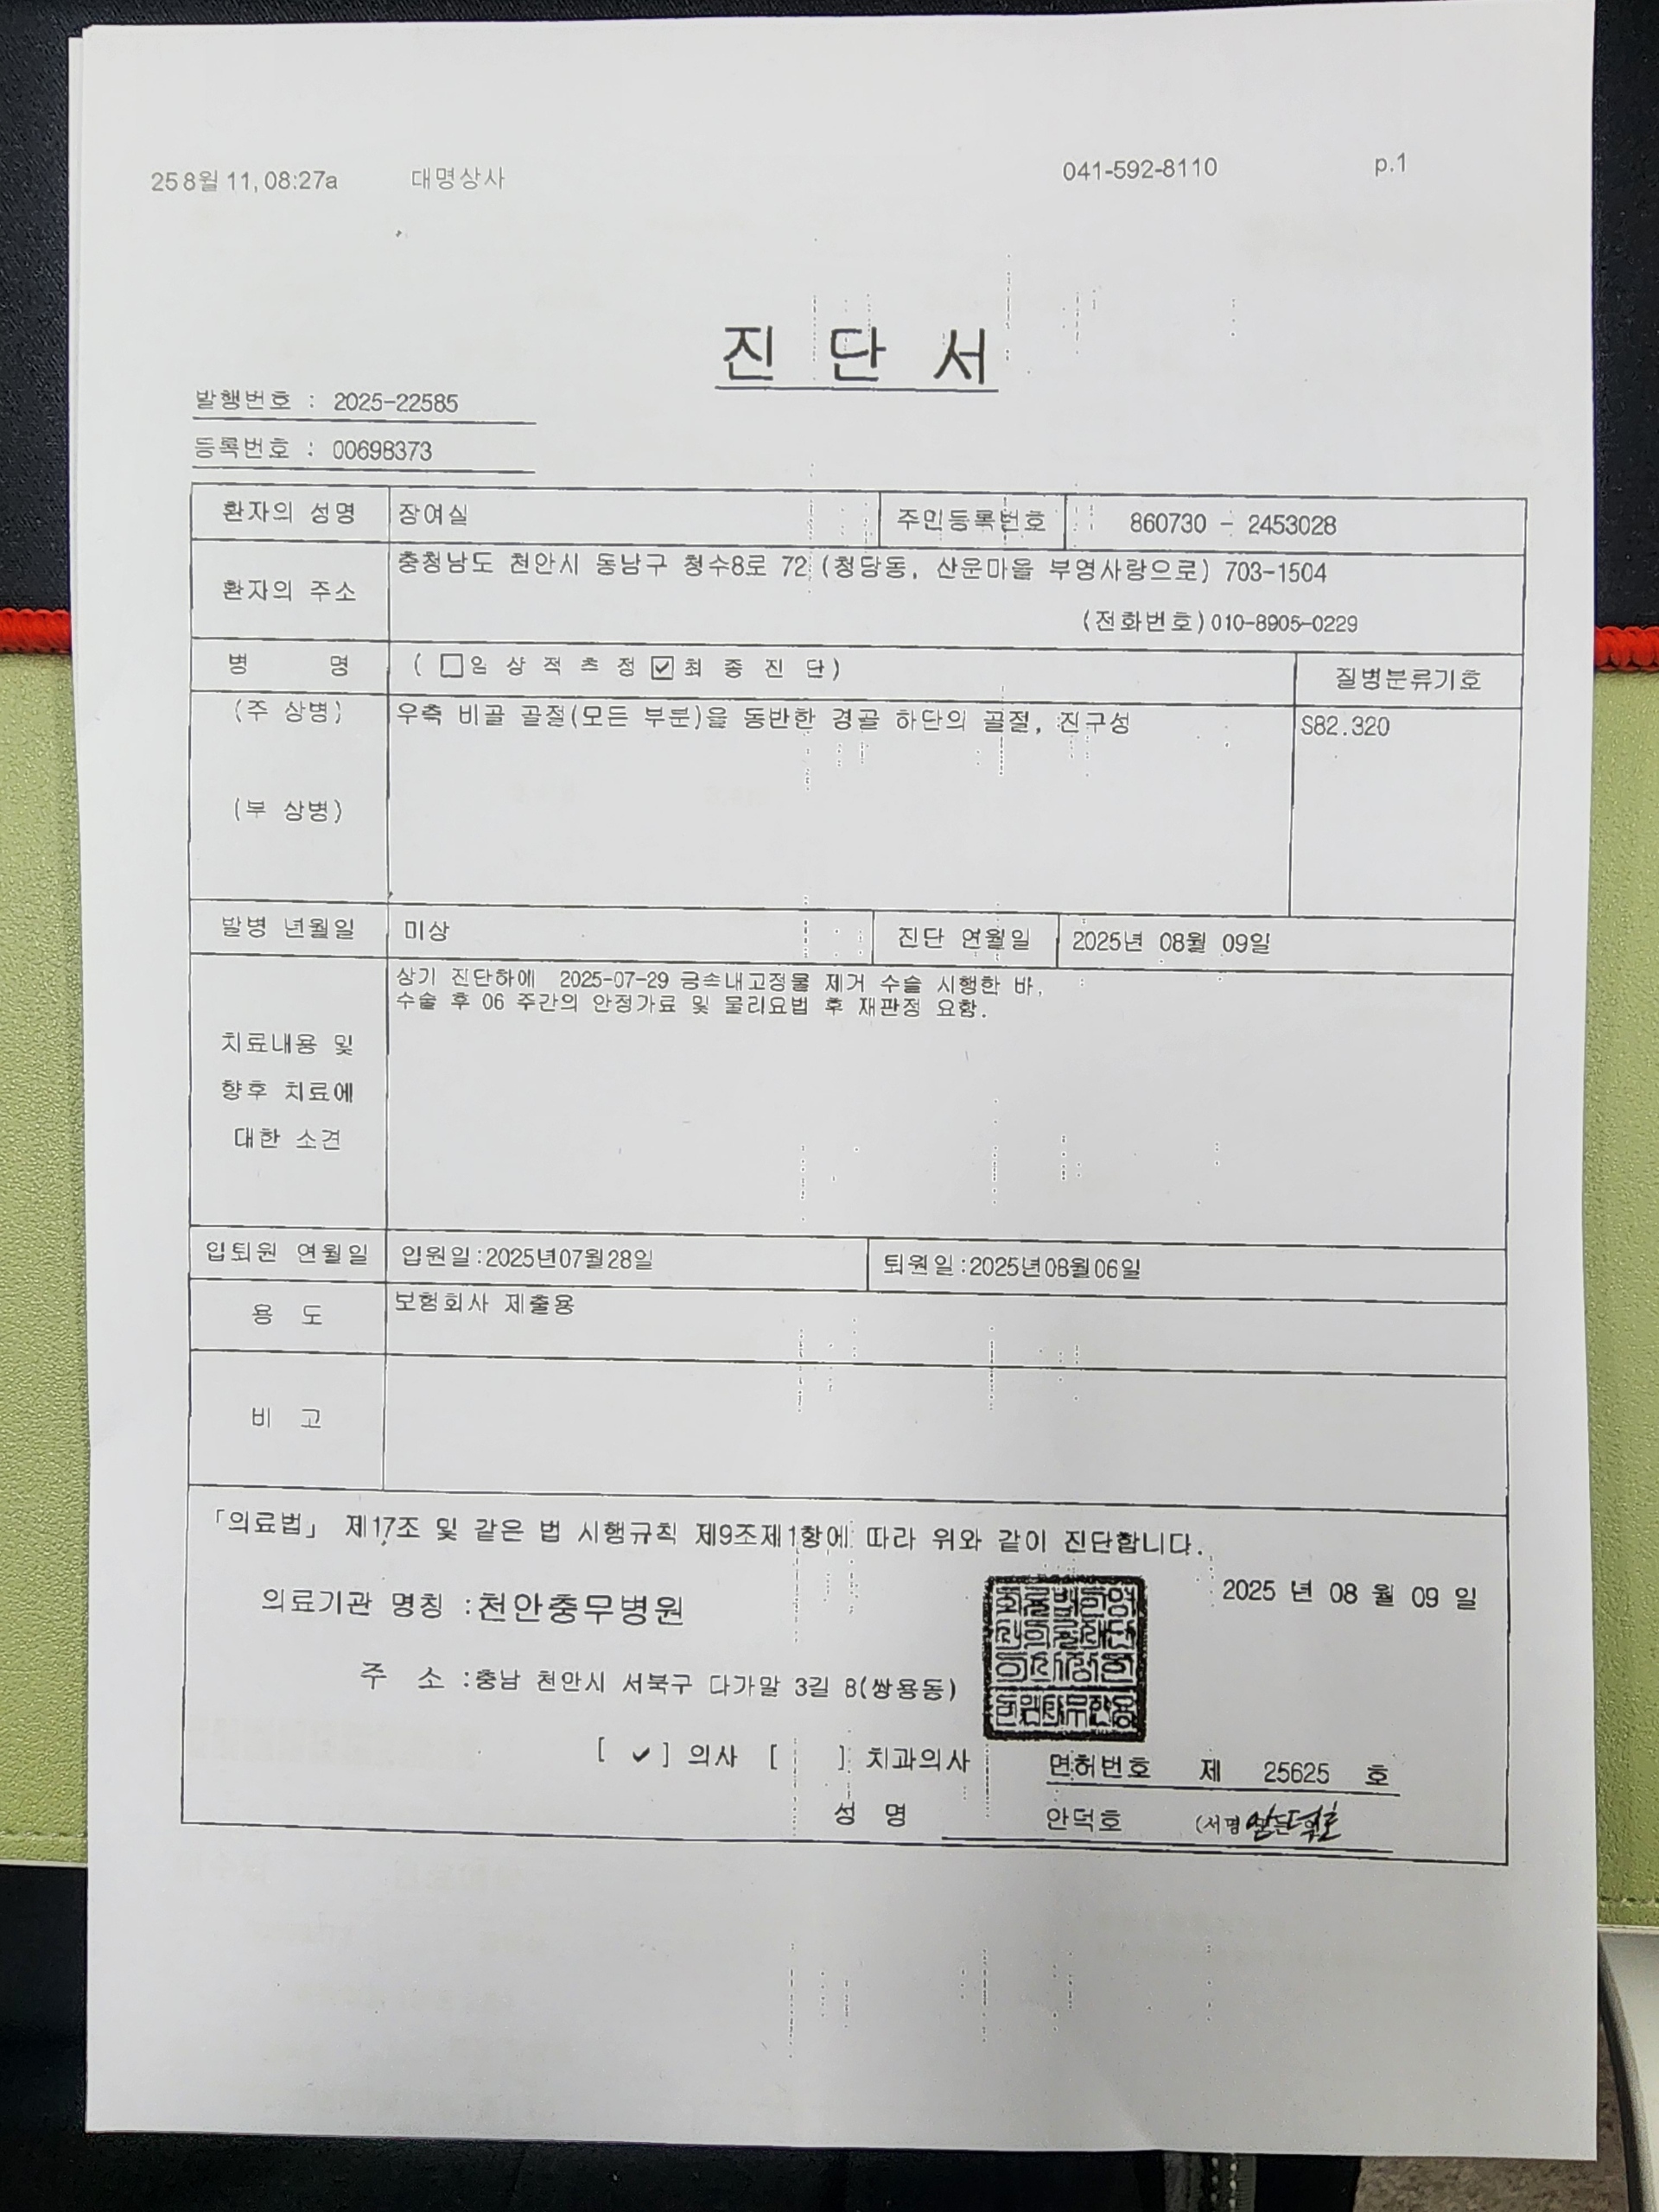 25 8월 11, 08:27a 대명상사 041-592-8110 p.1
진 단 서
발행번호 : 2025-22585
등록번호 : 00698373
환자의 성명 장여실 주민등록번호 860730 - 2453028
환자의 주소 충청남도 천안시 동남구 청수8로 72 (청당동, 산운마을 부영사랑으로) 703-1504
(전화번호) 010-8905-0229
병 명 ( □임 상 적 추 정 ☑최 종 진 단 ) 질병분류기호
(주 상병) 우측 비골 골절(모든 부분)을 동반한 경골 하단의 골절, 진구성 S82.320
(부 상병)
발병 년월일 미상 진단 연월일 2025년 08월 09일
상기 진단하에 2025-07-29 금속내고정물 제거 수술 시행한 바,
수술 후 06 주간의 안정가료 및 물리요법 후 재판정 요함.
치료내용 및
향후 치료에
대한 소견
입퇴원 연월일 입원일:2025년07월28일 퇴원일:2025년08월06일
용 도 보험회사 제출용
비 고
「의료법」 제17조 및 같은 법 시행규칙 제9조제1항에 따라 위와 같이 진단합니다.
2025 년 08 월 09 일
의료기관 명칭 :천안충무병원
주 소 :충남 천안시 서북구 다가말 3길 8(쌍용동)
[ ✔ ] 의사 [ ] 치과의사 면허번호 제 25625 호
성 명 안덕호 (서명 안덕호